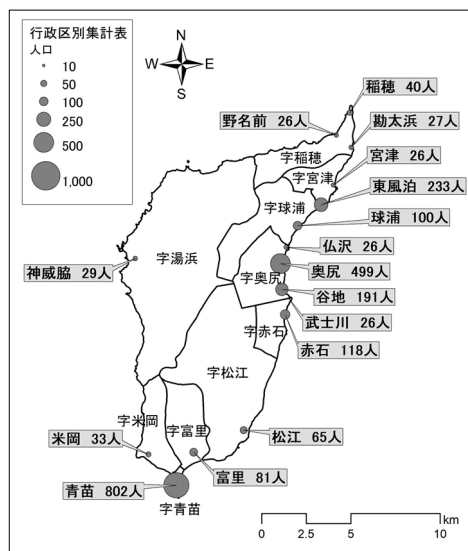 行政区別集計表
人口
10
50
100
250
500
1,000
N
W E
S
稲穂 40人
野名前 26人
勘太浜 27人
宮津 26人
字稲穂
字宮津
東風泊 233人
字球浦
球浦 100人
仏沢 26人
字湯浜
神威脇 29人
字奥尻
奥尻 499人
谷地 191人
武士川 26人
字赤石
赤石 118人
字松江
字米岡
字富里
松江 65人
米岡 33人
富里 81人
青苗 802人
字青苗
0 2.5 5 10
km